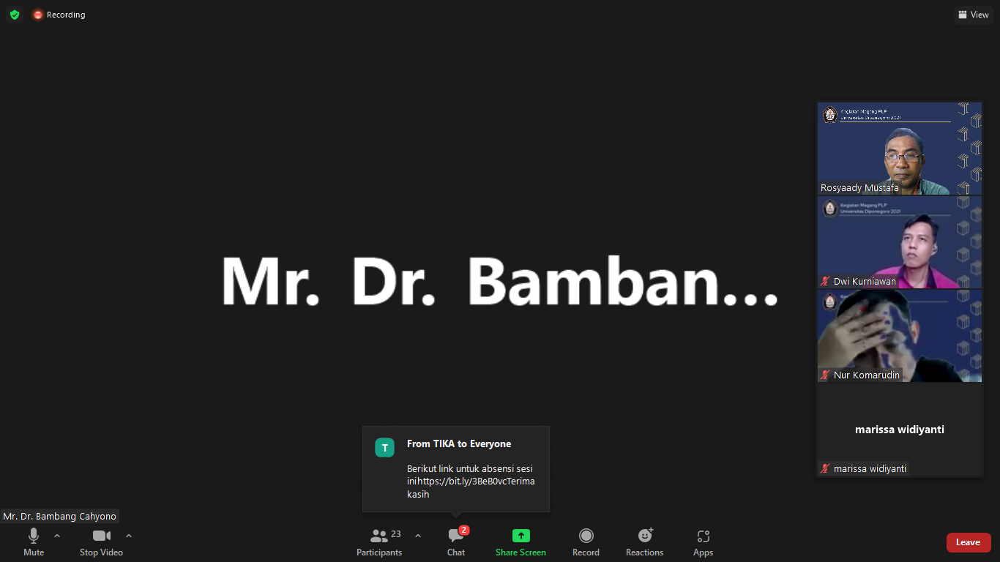 Recording
View
Kegiatan Magang PLP
Universitas Diponegoro 2021
Rosyaady Mustafa
Kegiatan Magang PLP
Universitas Diponegoro 2021
Dwi Kurniawan
Mr. Dr. Bamban...
Nur Komarudin
marissa widiyanti
marissa widiyanti
T
From TIKA to Everyone
Berikut link untuk absensi sesi
inihttps://bit.ly/3BeB0vcTerima
kasih
Mr. Dr. Bambang Cahyono
Mute
Stop Video
Participants
23
Chat
2
Share Screen
Record
Reactions
Apps
Leave